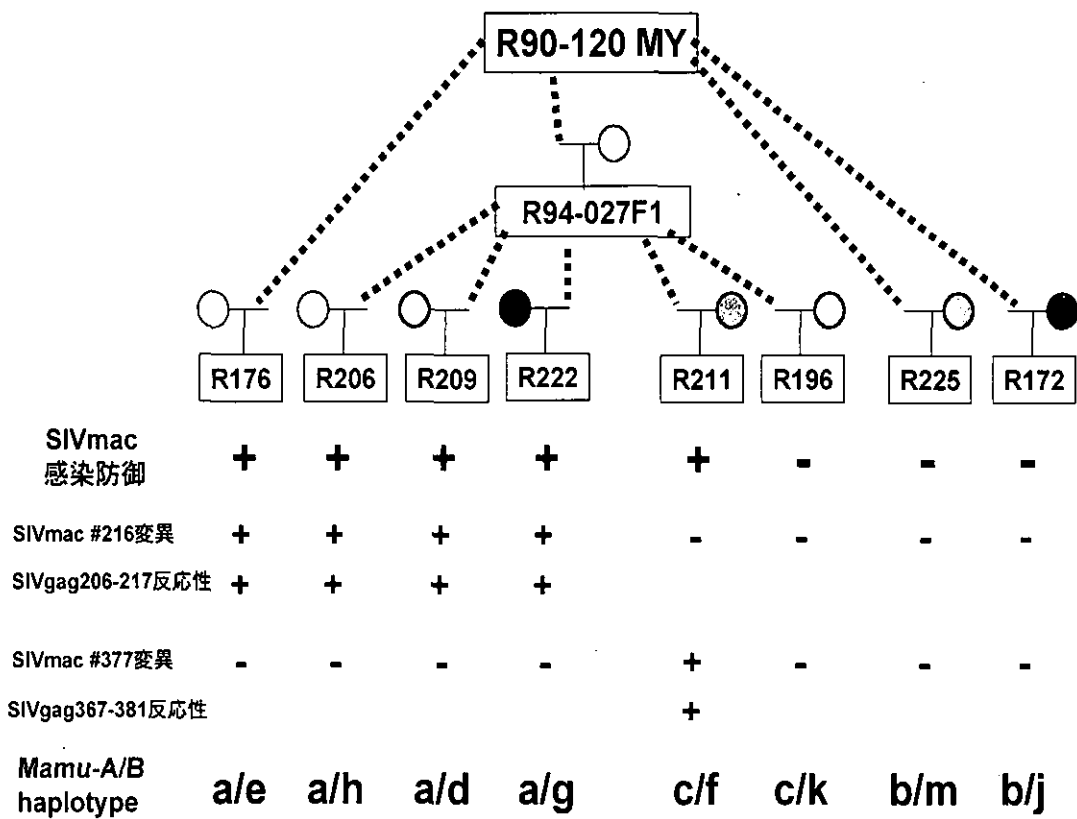 R90-120 MY
R94-027F1
R176 R206 R209 R222 R211 R196 R225 R172
SIVmac
感染防御 + + + + + - - -
SIVmac #216変異 + + + + - - - -
SIVgag206-217反応性 + + + +
SIVmac #377変異 - - - - + - - -
SIVgag367-381反応性 +
Mamu-A/B
haplotype a/e a/h a/d a/g c/f c/k b/m b/j